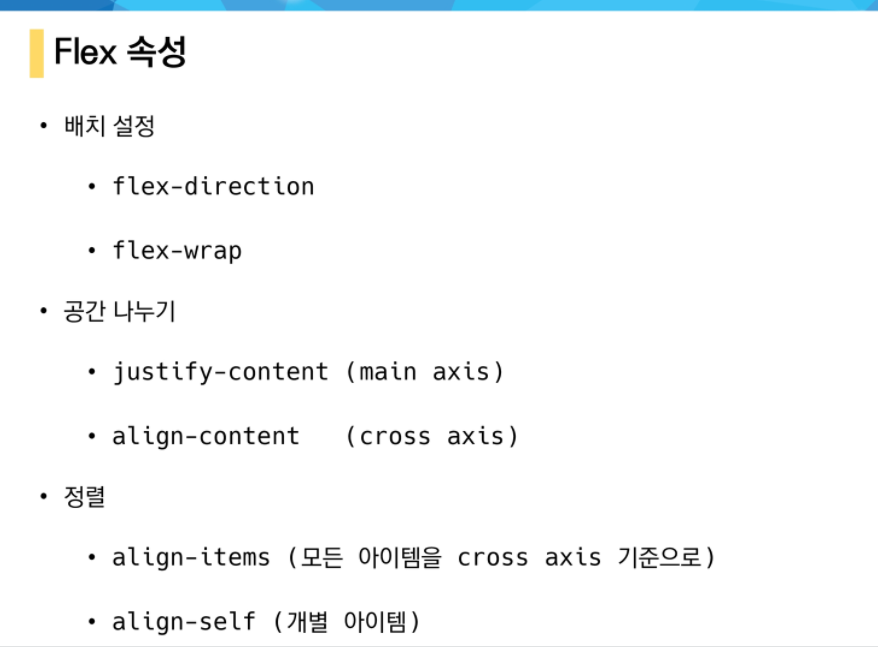 Flex 속성
• 배치 설정
• flex-direction
• flex-wrap
• 공간 나누기
• justify-content (main axis)
• align-content (cross axis)
• 정렬
• align-items (모든 아이템을 cross axis 기준으로)
• align-self (개별 아이템)